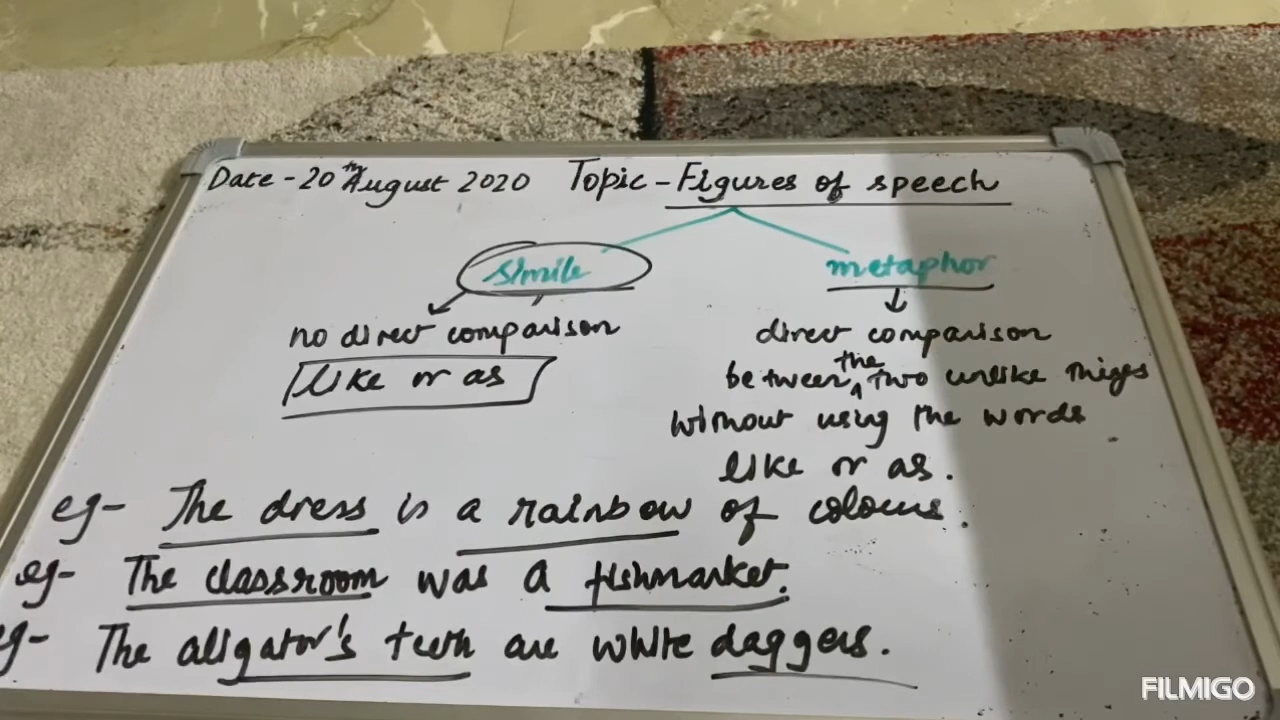 Date - 20th August 2020 Topic - Figures of speech
simile
metaphor
no direct comparison
like or as
direct comparison
between the two unlike thiges
without using the words
like or as.
eg- The dress is a rainbow of colours.
eg- The classroom was a fishmarket.
eg- The aligator's teeth are white daggers.
FILMIGO